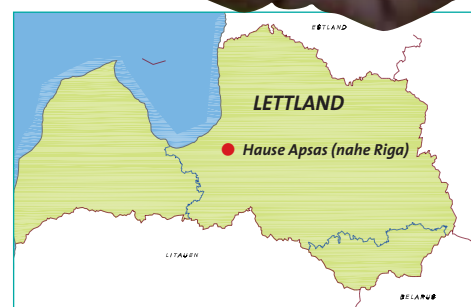 ESTLAND
LETTLAND
Hause Apsas (nahe Riga)
LITAUEN
BELARUS